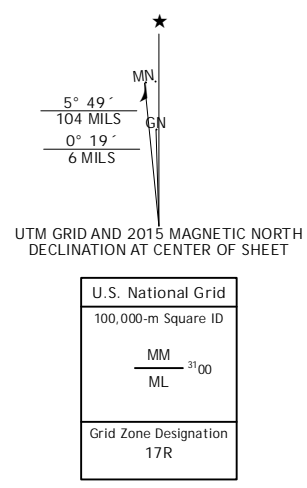 ★
MN
5° 49´
104 MILS
GN
0° 19´
6 MILS
UTM GRID AND 2015 MAGNETIC NORTH
DECLINATION AT CENTER OF SHEET
U.S. National Grid
100,000-m Square ID
MM
³¹00
ML
Grid Zone Designation
17R